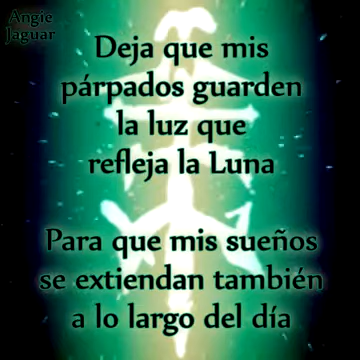 Angie
Jaguar
Deja que mis
párpados guarden
la luz que
refleja la Luna
Para que mis sueños
se extiendan también
a lo largo del día